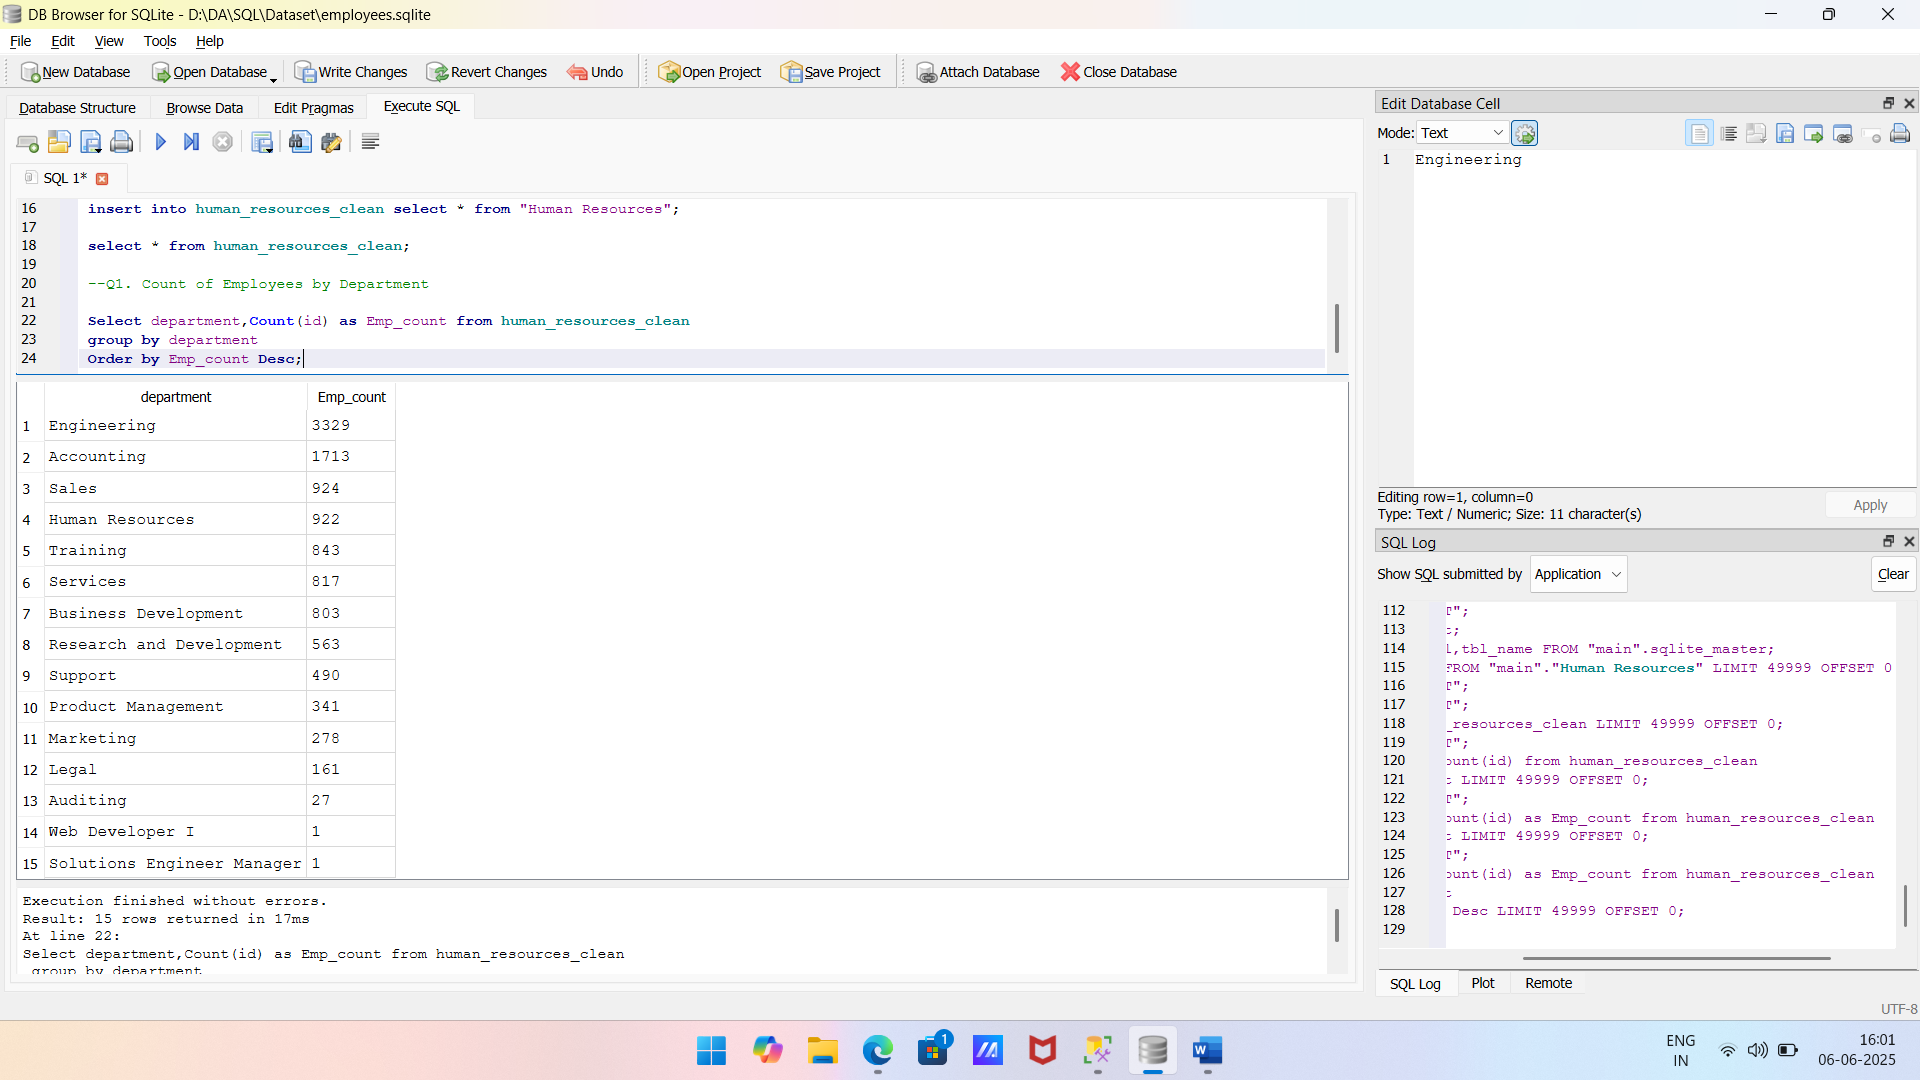 DB Browser for SQLite - D:\DA\SQL\Dataset\employees.sqlite
File Edit View Tools Help
New Database Open Database Write Changes Revert Changes Undo Open Project Save Project Attach Database Close Database
Database Structure Browse Data Edit Pragmas Execute SQL
SQL 1*
16 insert into human_resources_clean select * from "Human Resources";
17
18 select * from human_resources_clean;
19
20 --Q1. Count of Employees by Department
21
22 Select department,Count(id) as Emp_count from human_resources_clean
23 group by department
24 Order by Emp_count Desc;
department Emp_count
1 Engineering 3329
2 Accounting 1713
3 Sales 924
4 Human Resources 922
5 Training 843
6 Services 817
7 Business Development 803
8 Research and Development 563
9 Support 490
10 Product Management 341
11 Marketing 278
12 Legal 161
13 Auditing 27
14 Web Developer I 1
15 Solutions Engineer Manager 1
Execution finished without errors.
Result: 15 rows returned in 17ms
At line 22:
Select department,Count(id) as Emp_count from human_resources_clean
group by department
Edit Database Cell
Mode: Text
1 Engineering
Editing row=1, column=0
Type: Text / Numeric; Size: 11 character(s)
Apply
SQL Log
Show SQL submitted by Application Clear
112 ";
113 ;
114 l,tbl_name FROM "main".sqlite_master;
115 FROM "main"."Human Resources" LIMIT 49999 OFFSET 0
116 ";
117 ";
118 _resources_clean LIMIT 49999 OFFSET 0;
119 ";
120 ount(id) from human_resources_clean
121 LIMIT 49999 OFFSET 0;
122 ";
123 ount(id) as Emp_count from human_resources_clean
124 LIMIT 49999 OFFSET 0;
125 ";
126 ount(id) as Emp_count from human_resources_clean
127
128 Desc LIMIT 49999 OFFSET 0;
129
SQL Log Plot Remote
UTF-8
1
ENG
IN
16:01
06-06-2025